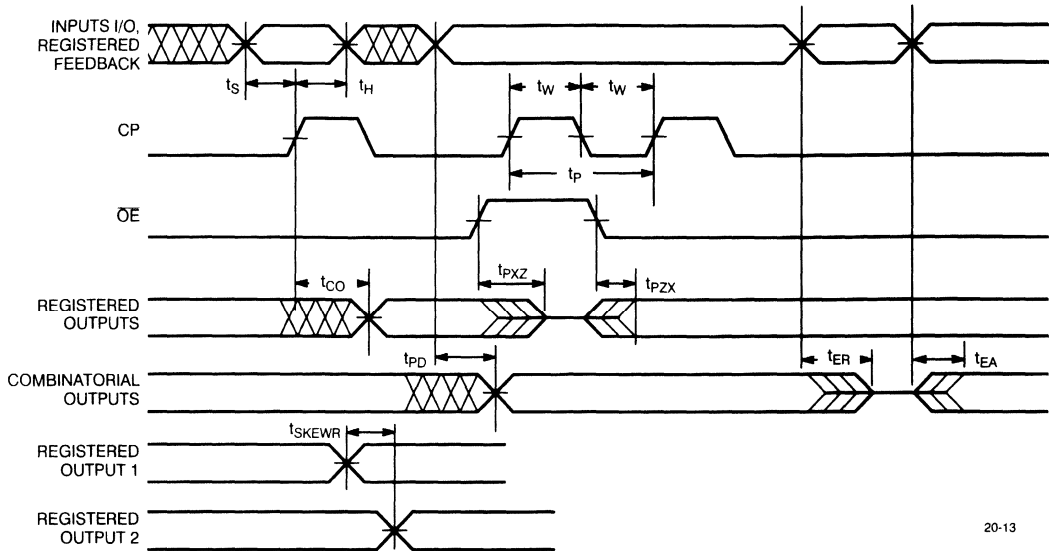 INPUTS I/O,
REGISTERED
FEEDBACK
tS
tH
tW
tW
CP
tP
OE
tCO
tPXZ
tPZX
REGISTERED
OUTPUTS
tPD
tER
tEA
COMBINATORIAL
OUTPUTS
tSKEWR
REGISTERED
OUTPUT 1
REGISTERED
OUTPUT 2
20-13